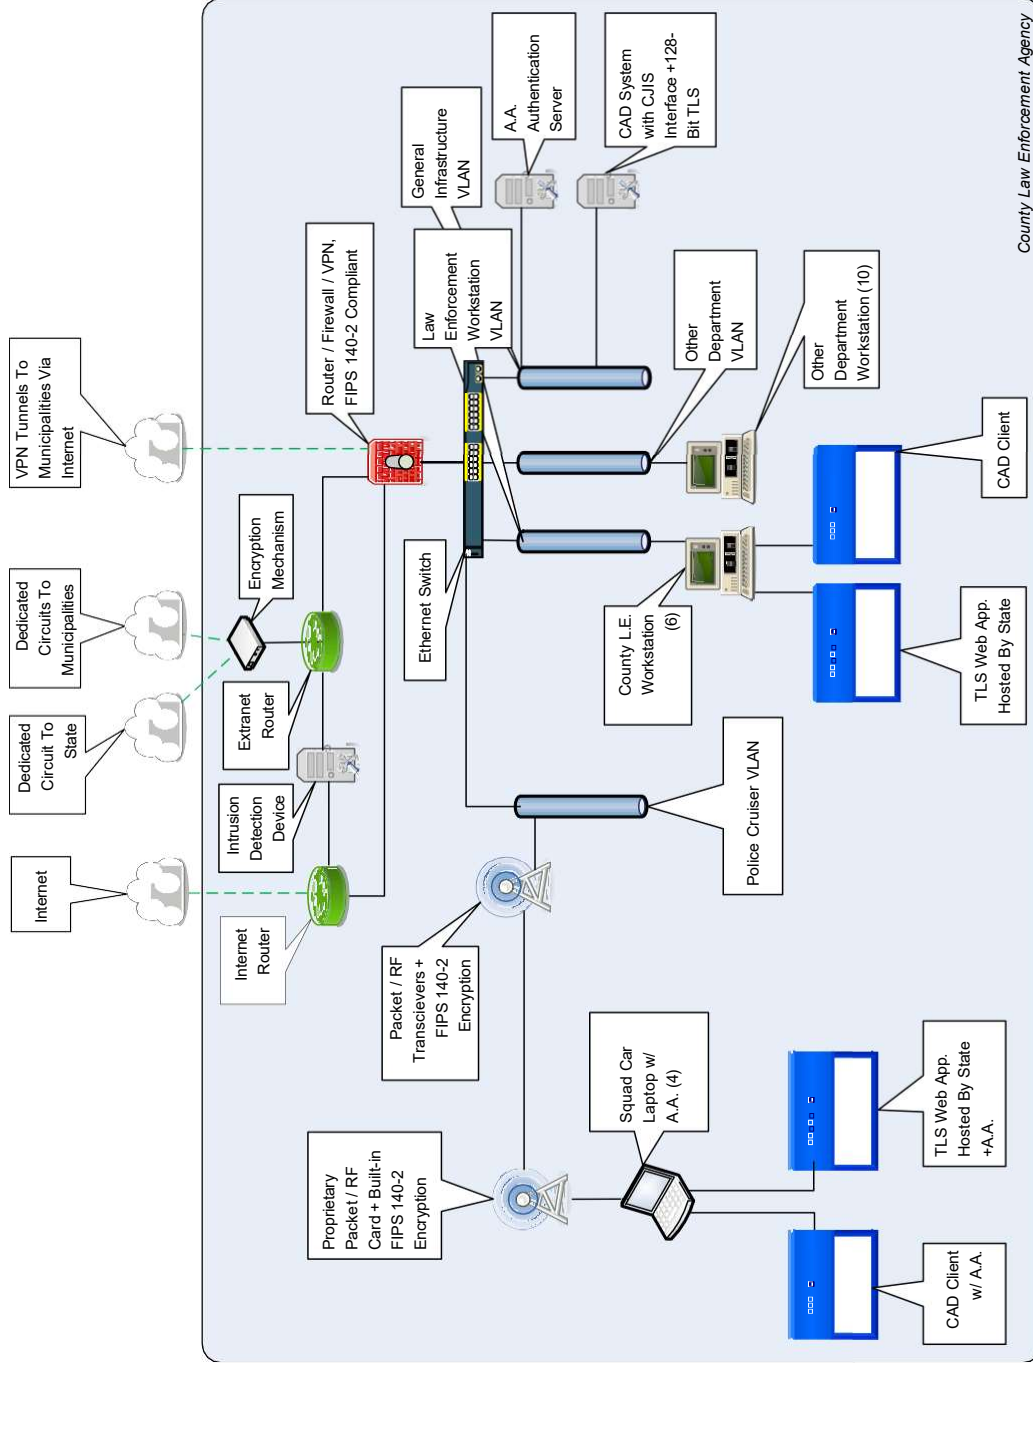 Internet
Dedicated
Circuit To
State
Dedicated
Circuits To
Municipalities
VPN Tunnels To
Municipalities Via
Internet
Internet
Router
Intrusion
Detection
Device
Extranet
Router
Encryption
Mechanism
Router / Firewall / VPN,
FIPS 140-2 Compliant
Proprietary
Packet / RF
Card + Built-in
FIPS 140-2
Encryption
Packet / RF
Transcievers +
FIPS 140-2
Encryption
Ethernet Switch
Law
Enforcement
Workstation
VLAN
General
Infrastructure
VLAN
A.A.
Authentication
Server
CAD System
with CJIS
Interface +128-
Bit TLS
Squad Car
Laptop w/
A.A. (4)
Police Cruiser VLAN
County L.E.
Workstation
(6)
Other
Department
VLAN
Other
Department
Workstation (10)
CAD Client
w/ A.A.
TLS Web App.
Hosted By State
+A.A.
TLS Web App.
Hosted By State
CAD Client
County Law Enforcement Agency